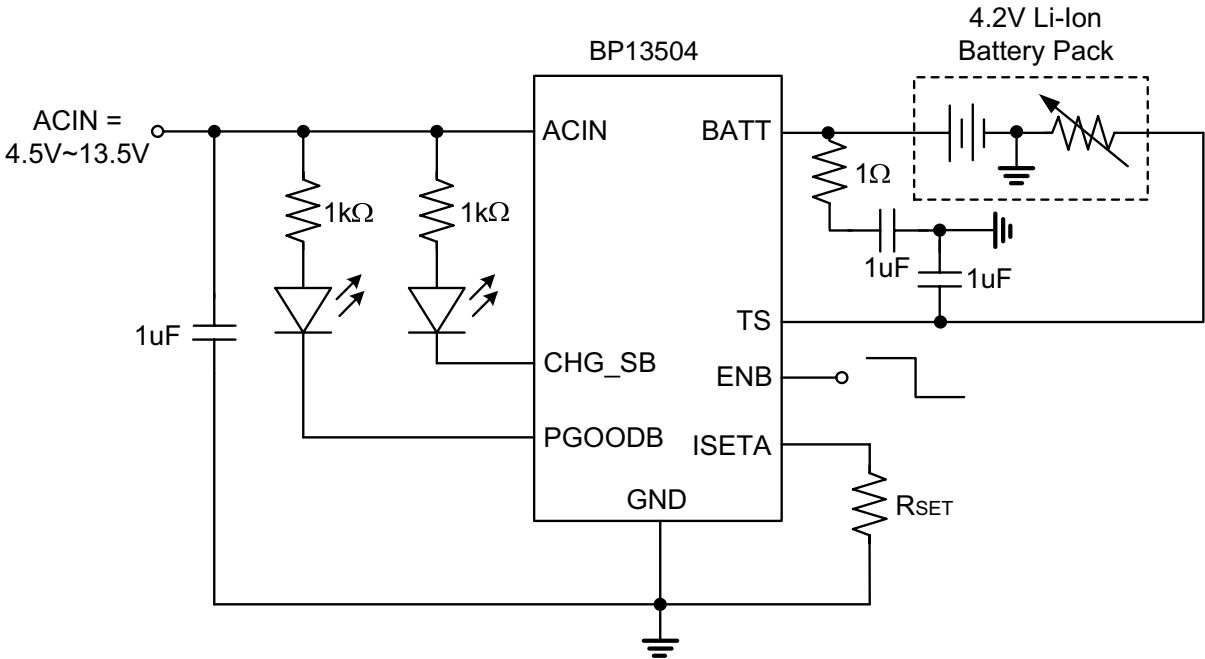 4.2V Li-Ion
Battery Pack
BP13504
ACIN =
4.5V~13.5V
ACIN
BATT
1kΩ
1kΩ
1Ω
1uF
1uF
1uF
TS
CHG_SB
ENB
PGOODB
ISETA
GND
RSET